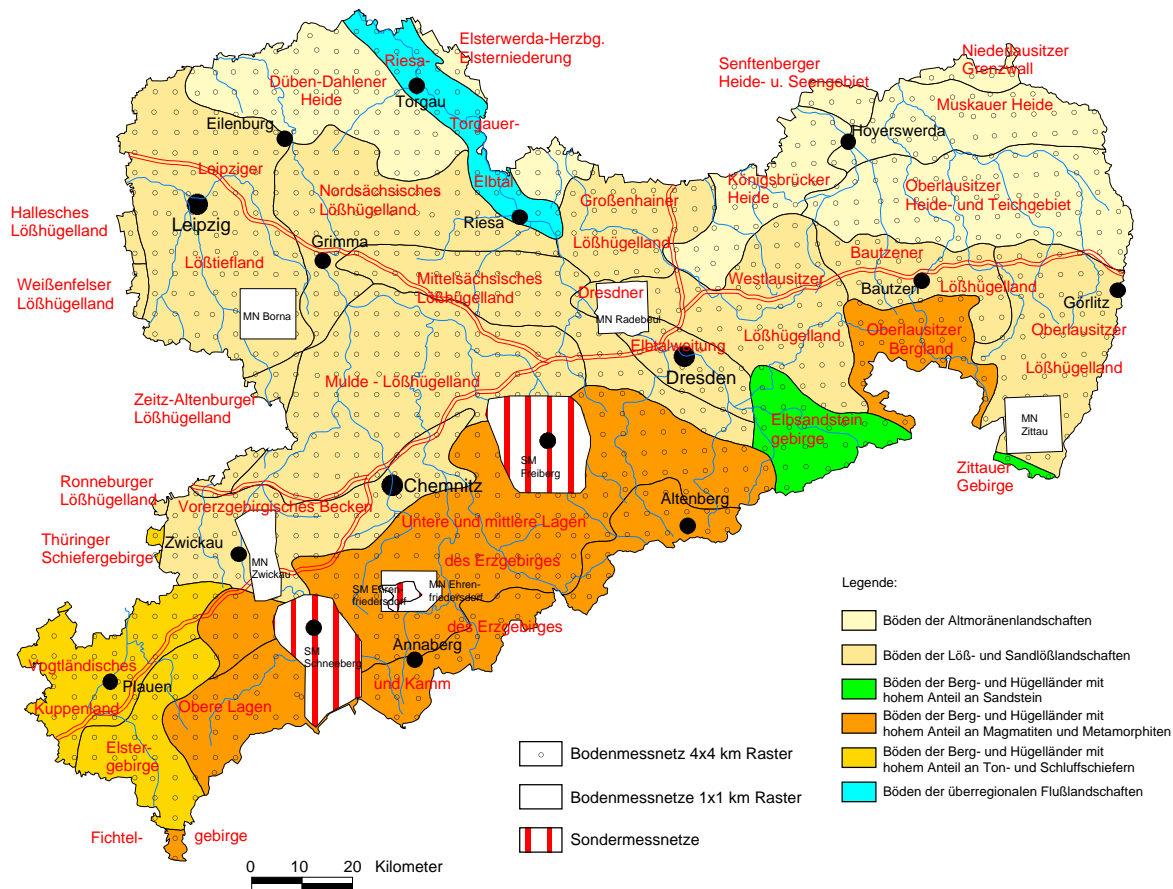 Elsterwerda-Herzbg.
Elsterniederung
Riesa-
Torgau
Torgauer-
Düben-Dahlener
Heide
Eilenburg
Senftenberger
Heide- u. Seengebiet
Niederlausitzer
Grenzwall
Muskauer Heide
Hoyerswerda
Leipziger
Leipzig
Elbtal
Riesa
Nordsächsisches
Lößhügelland
Großenhainer
Lößhügelland
Königsbrücker
Heide
Oberlausitzer
Heide- und Teichgebiet
Hallesches
Lößhügelland
Lößtiefland
Grimma
Weißenfelser
Lößhügelland
MN Borna
Mittelsächsisches
Lößhügelland
Dresdner
MN Radebeul
Westlausitzer
Lößhügelland
Bautzener
Bautzen
Lößhügelland
Görlitz
Elbtalweitung
Dresden
Oberlausitzer
Bergland
Oberlausitzer
Lößhügelland
Mulde - Lößhügelland
Zeitz-Altenburger
Lößhügelland
Elbsandstein
gebirge
MN
Zittau
Zittauer
Gebirge
SM
Freiberg
Ronneburger
Lößhügelland
Chemnitz
Vorerzgebirgisches Becken
Altenberg
Untere und mittlere Lagen
des Erzgebirges
Thüringer
Schiefergebirge
Zwickau
MN
Zwickau
SM Ehren-
friedersdorf
MN Ehren-
friedersdorf
des Erzgebirges
SM
Schneeberg
Annaberg
und Kamm
Obere Lagen
Vogtländisches
Plauen
Kuppenland
Elster-
gebirge
Fichtel-
gebirge
Legende:
Böden der Altmoränenlandschaften
Böden der Löß- und Sandlößlandschaften
Böden der Berg- und Hügelländer mit
hohem Anteil an Sandstein
Böden der Berg- und Hügelländer mit
hohem Anteil an Magmatiten und Metamorphiten
Böden der Berg- und Hügelländer mit
hohem Anteil an Ton- und Schluffschiefern
Böden der überregionalen Flußlandschaften
Bodenmessnetz 4x4 km Raster
Bodenmessnetze 1x1 km Raster
Sondermessnetze
0 10 20 Kilometer